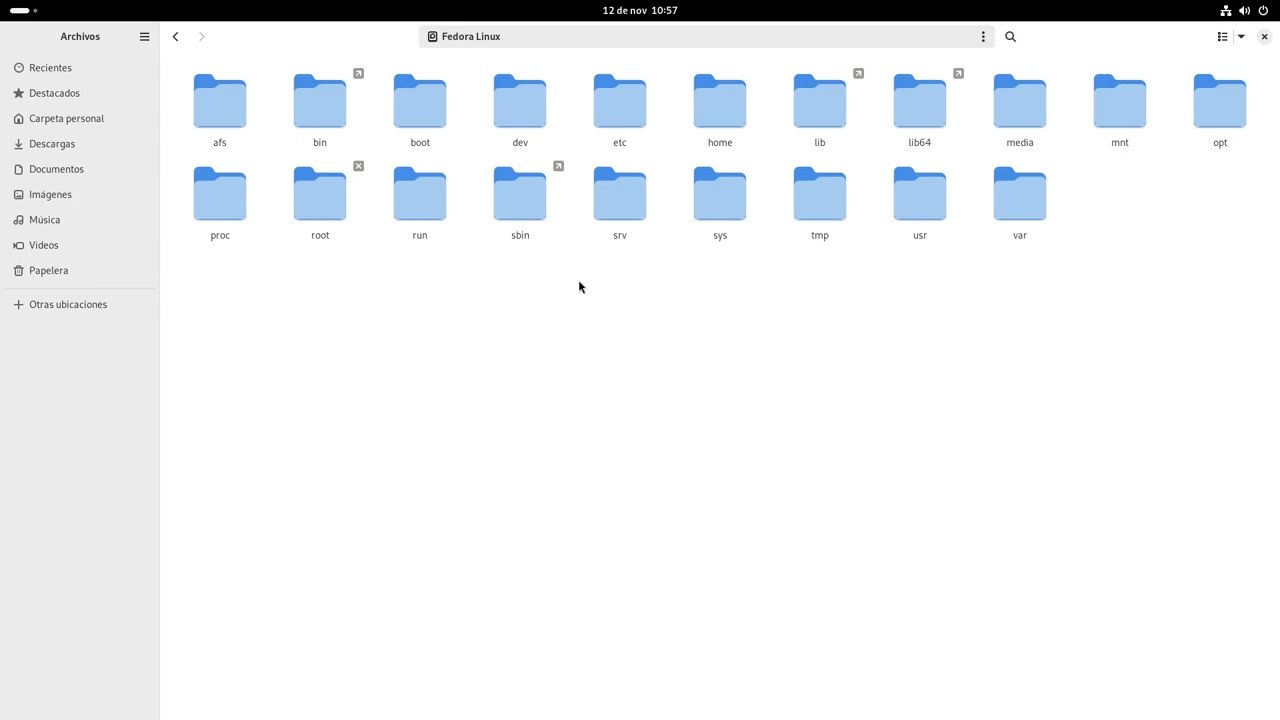 12 de nov 10:57
Archivos
Fedora Linux
Recientes
Destacados
Carpeta personal
Descargas
Documentos
Imágenes
Música
Vídeos
Papelera
Otras ubicaciones
afs bin boot dev etc home lib lib64 media mnt opt
proc root run sbin srv sys tmp usr var